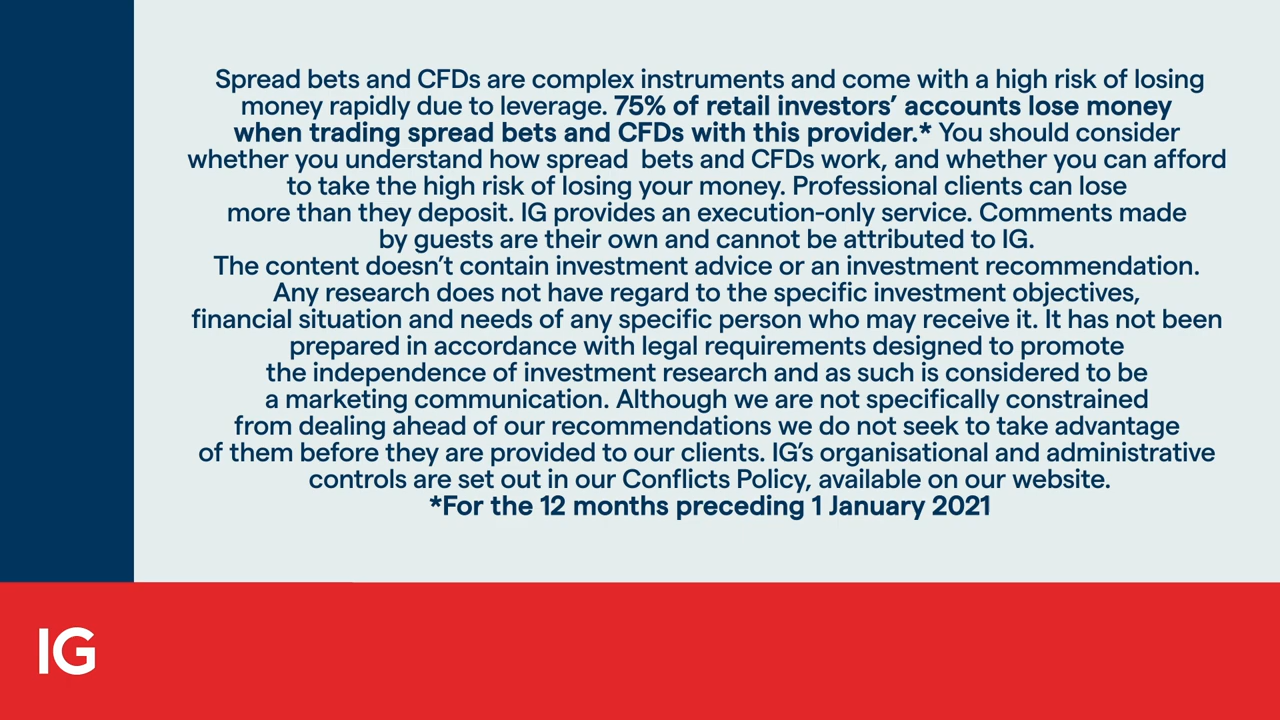 Spread bets and CFDs are complex instruments and come with a high risk of losing
money rapidly due to leverage. 75% of retail investors’ accounts lose money
when trading spread bets and CFDs with this provider.* You should consider
whether you understand how spread  bets and CFDs work, and whether you can afford
to take the high risk of losing your money. Professional clients can lose
more than they deposit. IG provides an execution-only service. Comments made
by guests are their own and cannot be attributed to IG.
The content doesn’t contain investment advice or an investment recommendation.
Any research does not have regard to the specific investment objectives,
financial situation and needs of any specific person who may receive it. It has not been
prepared in accordance with legal requirements designed to promote
the independence of investment research and as such is considered to be
a marketing communication. Although we are not specifically constrained
from dealing ahead of our recommendations we do not seek to take advantage
of them before they are provided to our clients. IG’s organisational and administrative
controls are set out in our Conflicts Policy, available on our website.
*For the 12 months preceding 1 January 2021
IG